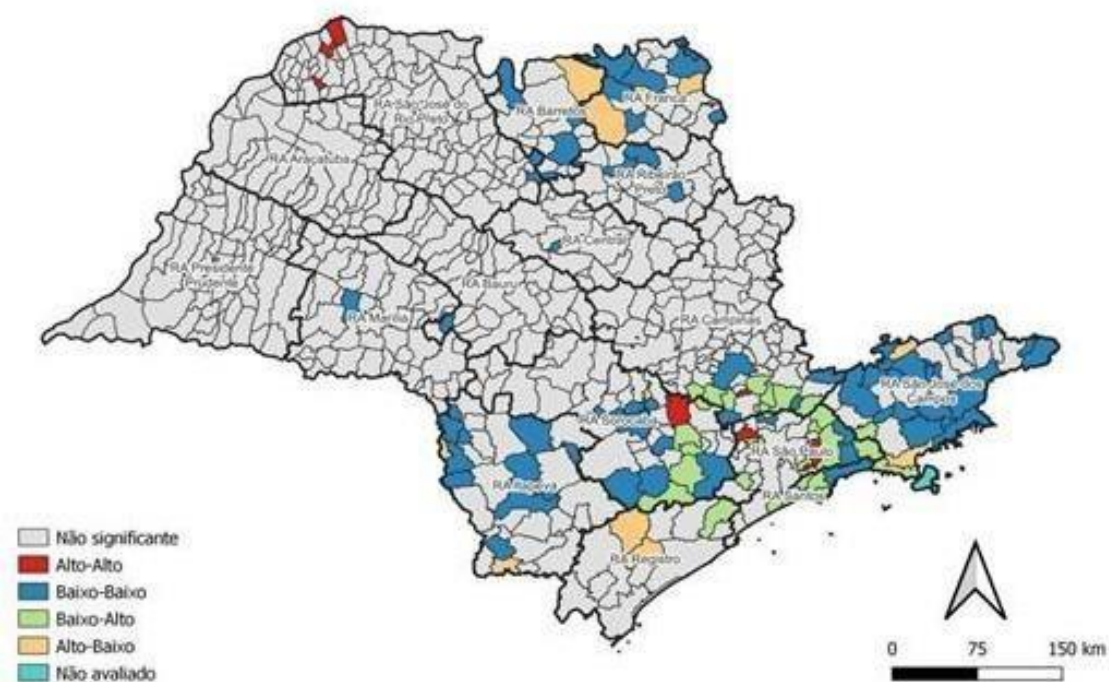 RA São José do
Rio Preto
RA Barretos
RA Franca
RA Araçatuba
RA Ribeirão
Preto
RA Central
RA Presidente
Prudente
RA Bauru
RA Marília
RA Campinas
RA São José dos
Campos
RA Sorocaba
RA São Paulo
RA Itapeva
RA Santos
RA Registro
Não significante
Alto-Alto
Baixo-Baixo
Baixo-Alto
Alto-Baixo
Não avaliado
0 75 150 km